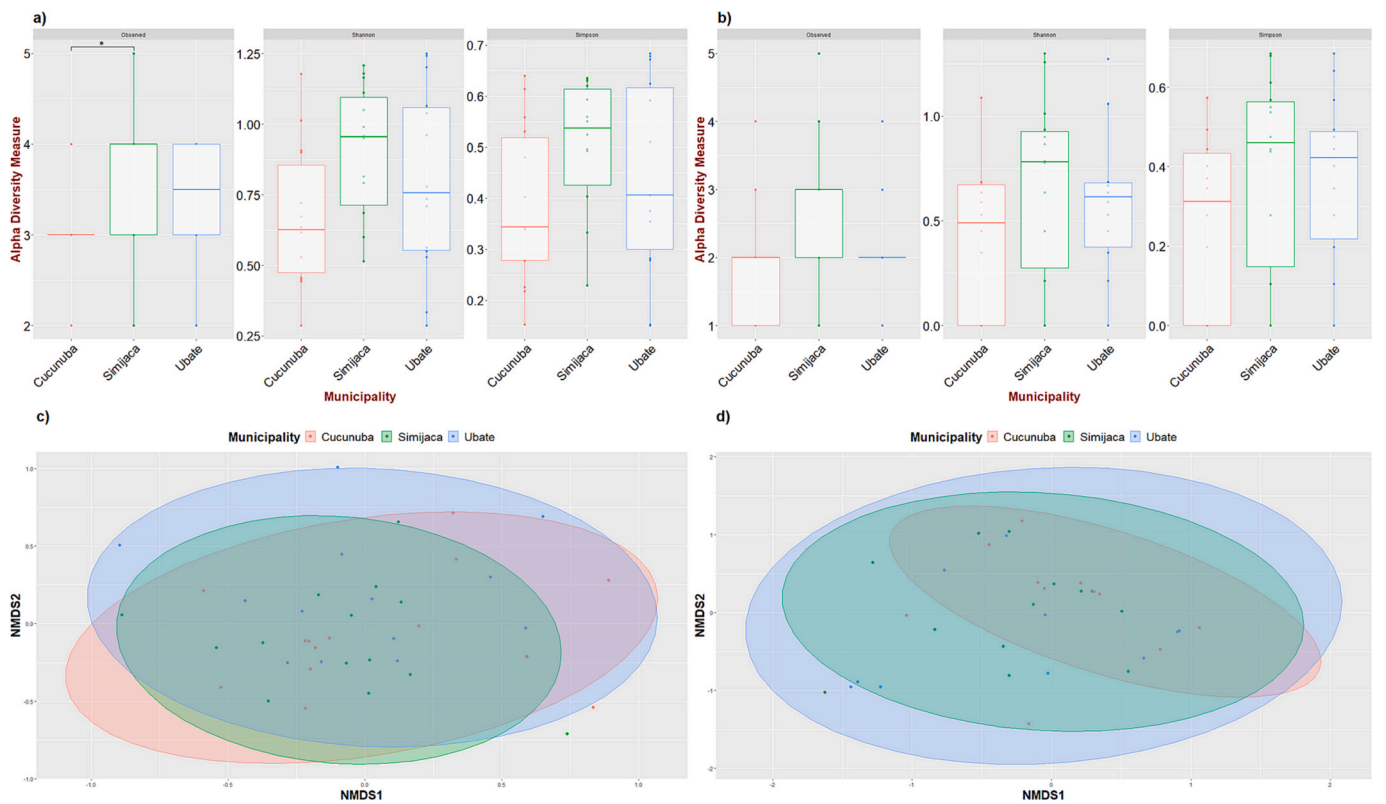 a)
Observed Shannon Simpson
*
Alpha Diversity Measure
5
4
3
2
1.25
1.00
0.75
0.50
0.25
0.7
0.6
0.5
0.4
0.3
0.2
Cucunuba Simijaca Ubate Cucunuba Simijaca Ubate Cucunuba Simijaca Ubate
Municipality
b)
Observed Shannon Simpson
Alpha Diversity Measure
5
4
3
2
1
1.0
0.5
0.0
0.6
0.4
0.2
0.0
Cucunuba Simijaca Ubate Cucunuba Simijaca Ubate Cucunuba Simijaca Ubate
Municipality
c)
Municipality Cucunuba Simijaca Ubate
NMDS2
1.0
0.5
0.0
-0.5
-1.0
-1.0 -0.5 0.0 0.5 1.0
NMDS1
d)
Municipality Cucunuba Simijaca Ubate
NMDS2
2
1
0
-1
-2
-2 -1 0 1 2
NMDS1